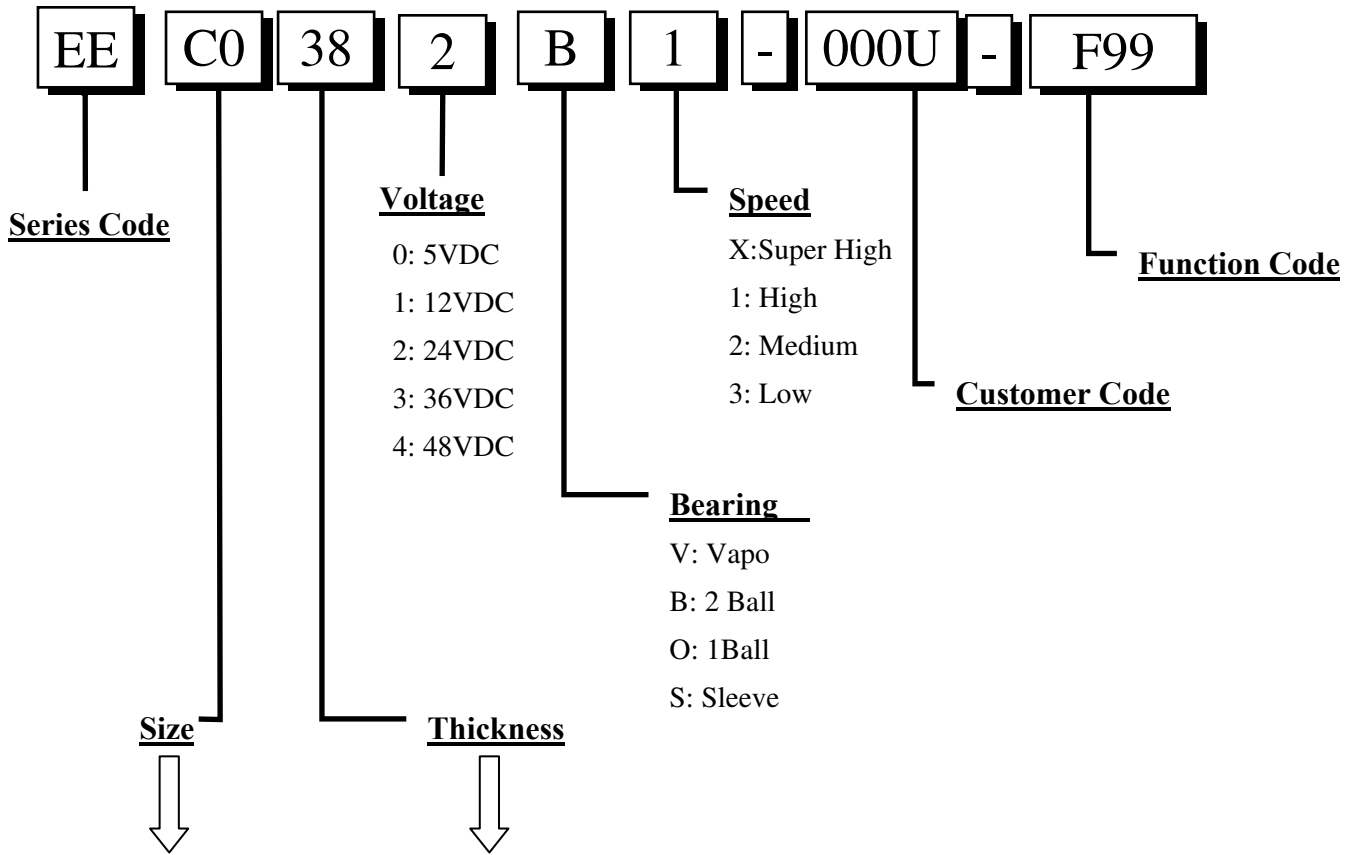 EE C0 38 2 B 1 - 000U - F99
Series Code
Voltage
0: 5VDC
1: 12VDC
2: 24VDC
3: 36VDC
4: 48VDC
Speed
X:Super High
1: High
2: Medium
3: Low
Function Code
Customer Code
Bearing
V: Vapo
B: 2 Ball
O: 1Ball
S: Sleeve
Size
Thickness